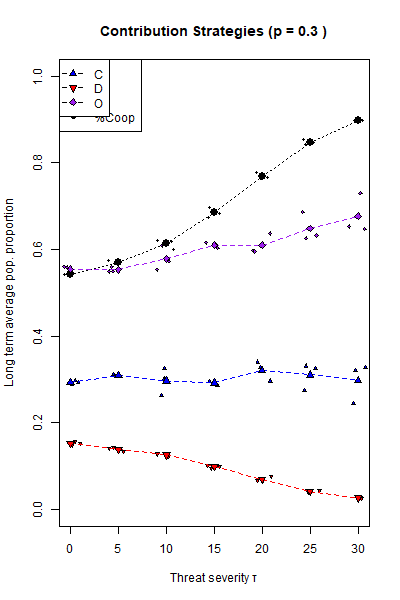 Contribution Strategies (p = 0.3 )
1.0
0.8
0.6
0.4
0.2
0.0
C
D
O
%Coop
Long term average pop. proportion
0 5 10 15 20 25 30
Threat severity τ